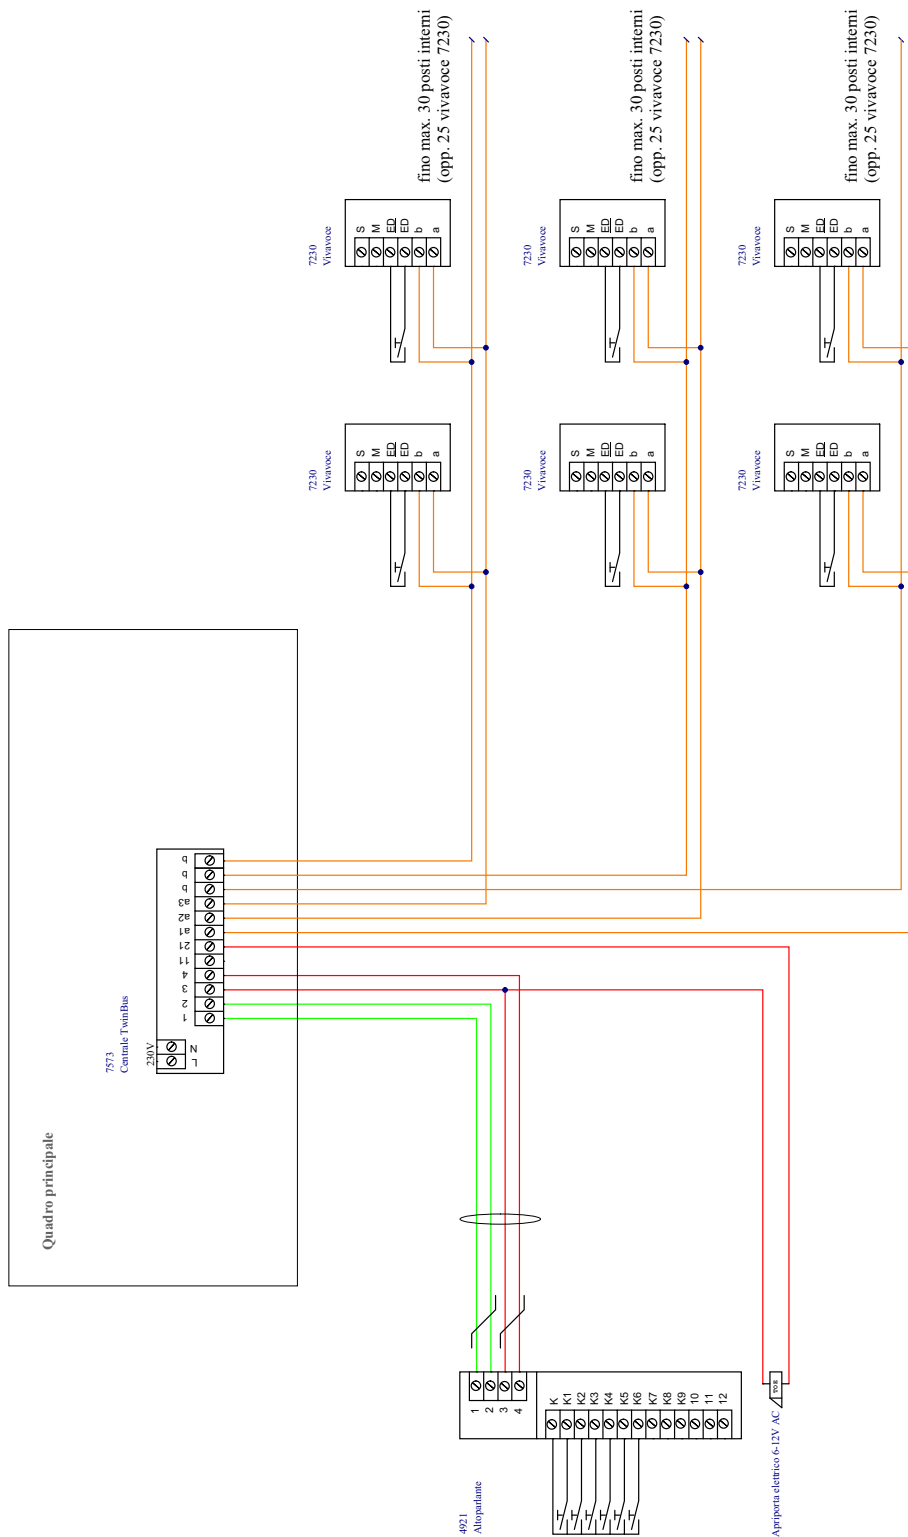 Quadro principale
7573
Centrale TwinBus
230V
L
N
1
2
3
4
11
21
a1
a2
a3
b
b
b
7230
Vivavoce
S
M
ED
ED
b
a
7230
Vivavoce
S
M
ED
ED
b
a
fino max. 30 posti interni
(opp. 25 vivavoce 7230)
4921
Altoparlante
1
2
3
4
K
K1
K2
K3
K4
K5
K6
K7
K8
K9
10
11
12
7230
Vivavoce
S
M
ED
ED
b
a
7230
Vivavoce
S
M
ED
ED
b
a
fino max. 30 posti interni
(opp. 25 vivavoce 7230)
7230
Vivavoce
S
M
ED
ED
b
a
7230
Vivavoce
S
M
ED
ED
b
a
fino max. 30 posti interni
(opp. 25 vivavoce 7230)
Apriporta elettrico 6-12V AC
TOR